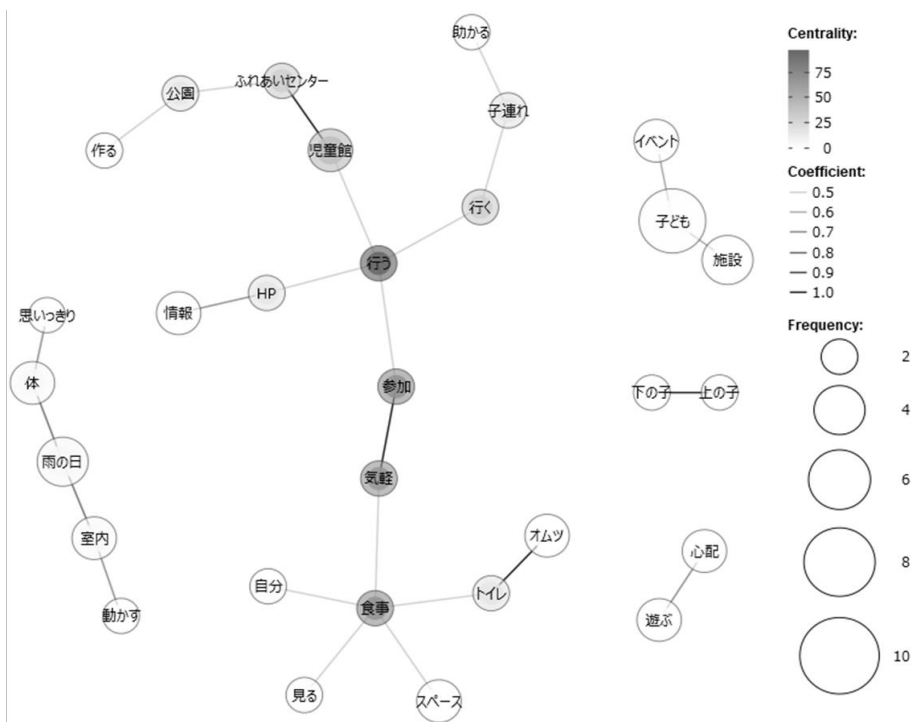 助かる
ふれあいセンター
公園
子連れ
作る
児童館
行く
行う
HP
情報
思いっきり
体
参加
雨の日
気軽
室内
オムツ
自分
食事
トイレ
動かす
見る
スペース
イベント
子ども
施設
下の子
上の子
心配
遊ぶ
Centrality:
75
50
25
0
Coefficient:
0.5
0.6
0.7
0.8
0.9
1.0
Frequency:
2
4
6
8
10